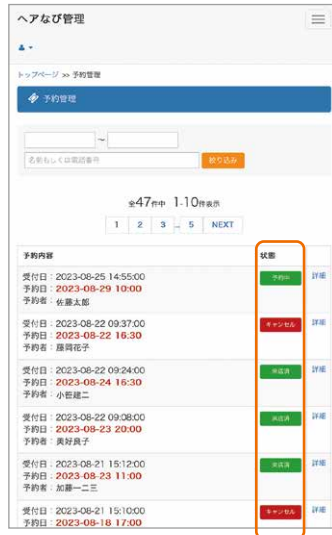 ヘアなび管理
トップページ >> 予約管理
予約管理
~
名前もしくは電話番号
絞り込み
全47件中 1-10件表示
1 2 3 ... 5 NEXT
予約内容 状態
受付日：2023-08-25 14:55:00 予約中 詳細
予約日：2023-08-29 10:00
予約者：佐藤太郎
受付日：2023-08-22 09:37:00 キャンセル 詳細
予約日：2023-08-22 16:30
予約者：藤岡花子
受付日：2023-08-22 09:24:00 来店済 詳細
予約日：2023-08-24 16:30
予約者：小笹建二
受付日：2023-08-22 09:08:00 来店済 詳細
予約日：2023-08-23 20:00
予約者：美好良子
受付日：2023-08-21 15:12:00 来店済 詳細
予約日：2023-08-23 11:00
予約者：加藤一二三
受付日：2023-08-21 15:10:00 キャンセル 詳細
予約日：2023-08-18 17:00